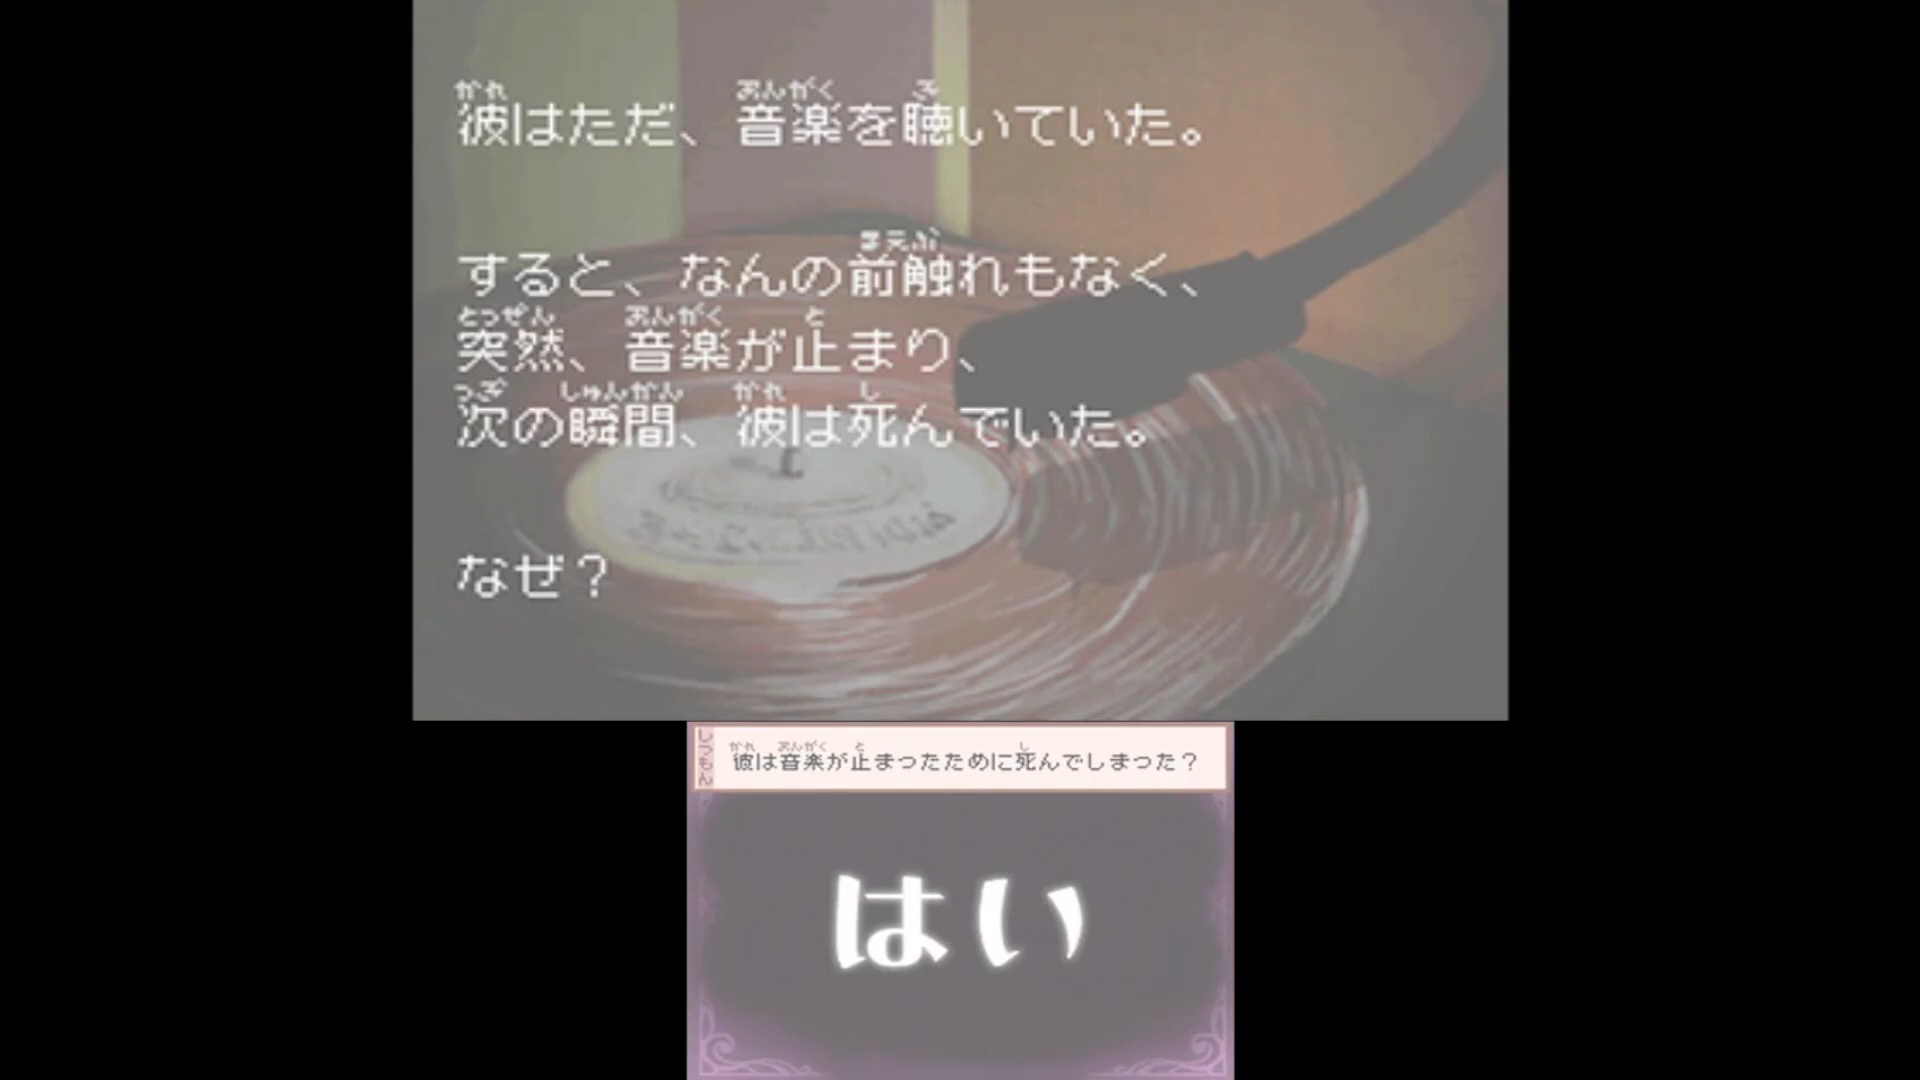 彼はただ、音楽を聴いていた。
すると、なんの前触れもなく、
突然、音楽が止まり、
次の瞬間、彼は死んでいた。
なぜ？
しつもん
彼は音楽が止まったために死んでしまった？
はい